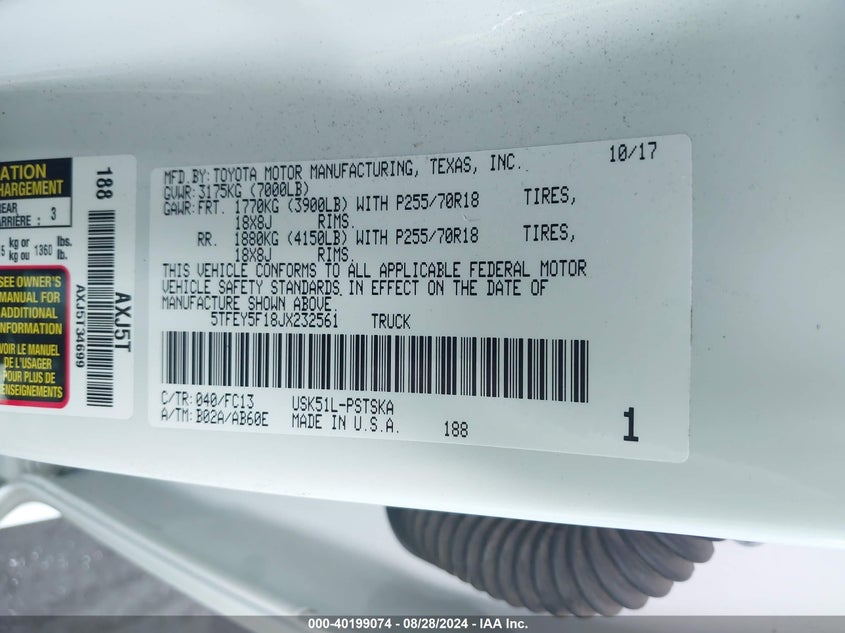 MFD.BY:TOYOTA MOTOR MANUFACTURING, TEXAS, INC. 10/17
GVWR:3175KG (7000LB)
GAWR:FRT. 1770KG (3900LB) WITH P255/70R18 TIRES,
18X8J RIMS.
RR. 1880KG (4150LB) WITH P255/70R18 TIRES,
18X8J RIMS.
THIS VEHICLE CONFORMS TO ALL APPLICABLE FEDERAL MOTOR
VEHICLE SAFETY STANDARDS IN EFFECT ON THE DATE OF
MANUFACTURE SHOWN ABOVE.
5TFEY5F18JX232561 TRUCK
C/TR:040/FC13 USK51L-PSTSKA
A/TM:B02A/AB60E MADE IN U.S.A. 188 1
ATION
HARGEMENT
REAR
ARRIÈRE : 3
5 kg or 1360 lbs.
kg ou lb.
SEE OWNER'S
MANUAL FOR
ADDITIONAL
INFORMATION
VOIR LE MANUEL
DE L'USAGER
POUR PLUS DE
RENSEIGNEMENTS
188
AXJ5T
AXJ5T34699
000-40199074 | 08/28/2024 | IAA Inc.